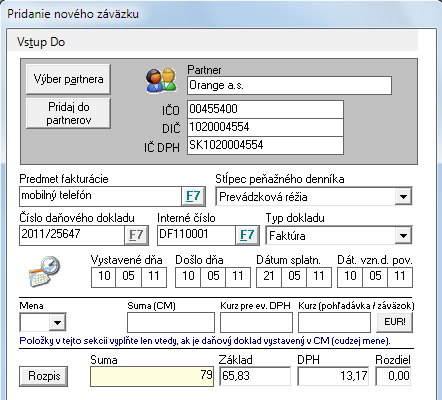 Pridanie nového záväzku
Vstup Do
Výber partnera
Partner
Orange a.s.
Pridaj do
partnerov
IČO 00455400
DIČ 1020004554
IČ DPH SK1020004554
Predmet fakturácie Stĺpec peňažného denníka
mobilný telefón F7 Prevádzková réžia
Číslo daňového dokladu Interné číslo Typ dokladu
2011/25647 F7 DF110001 F7 Faktúra
Vystavené dňa Došlo dňa Dátum splatn. Dát. vzn.d. pov.
10 05 11 10 05 11 21 05 11 10 05 11
Mena Suma (CM) Kurz pre ev. DPH Kurz (pohľadávka / záväzok)
EUR!
Položky v tejto sekcii vyplňte len vtedy, ak je daňový doklad vystavený v CM (cudzej mene).
Suma Základ DPH Rozdiel
Rozpis 79 65,83 13,17 0,00